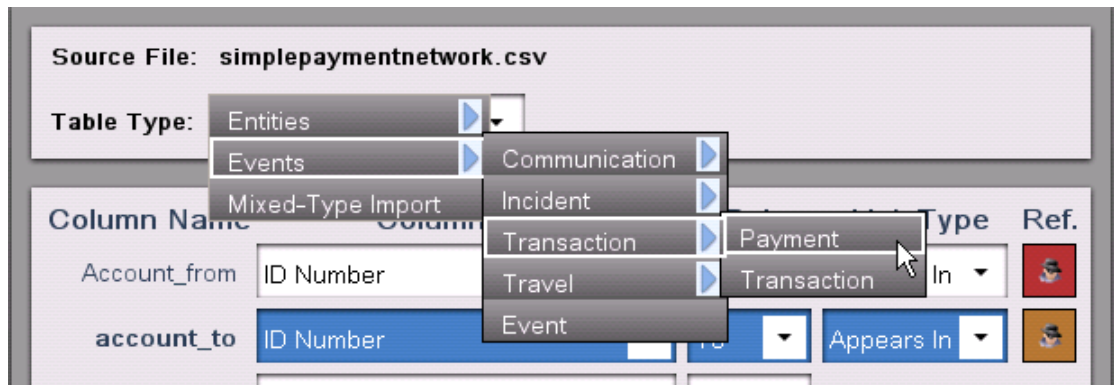 Source File: simplepaymentnetwork.csv
Table Type:
Entities
Events
Mixed-Type Import
Communication
Incident
Transaction
Travel
Event
Payment
Transaction
Column Name Type Ref.
Account_from ID Number In
account_to ID Number Appears In